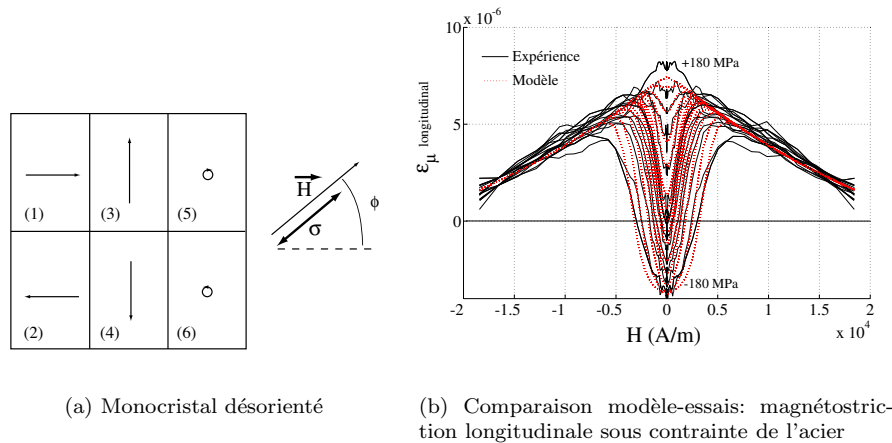 (1)
(3)
(5)
(2)
(4)
(6)
H
σ
ϕ
10 x 10⁻⁶
5
0
-2 -1.5 -1 -0.5 0 0.5 1 1.5 2
x 10⁴
H (A/m)
ε_μ longitudinal
Expérience
Modèle
+180 MPa
-180 MPa
(a) Monocristal désorienté
(b) Comparaison modèle-essais: magnétostric-
tion longitudinale sous contrainte de l'acier